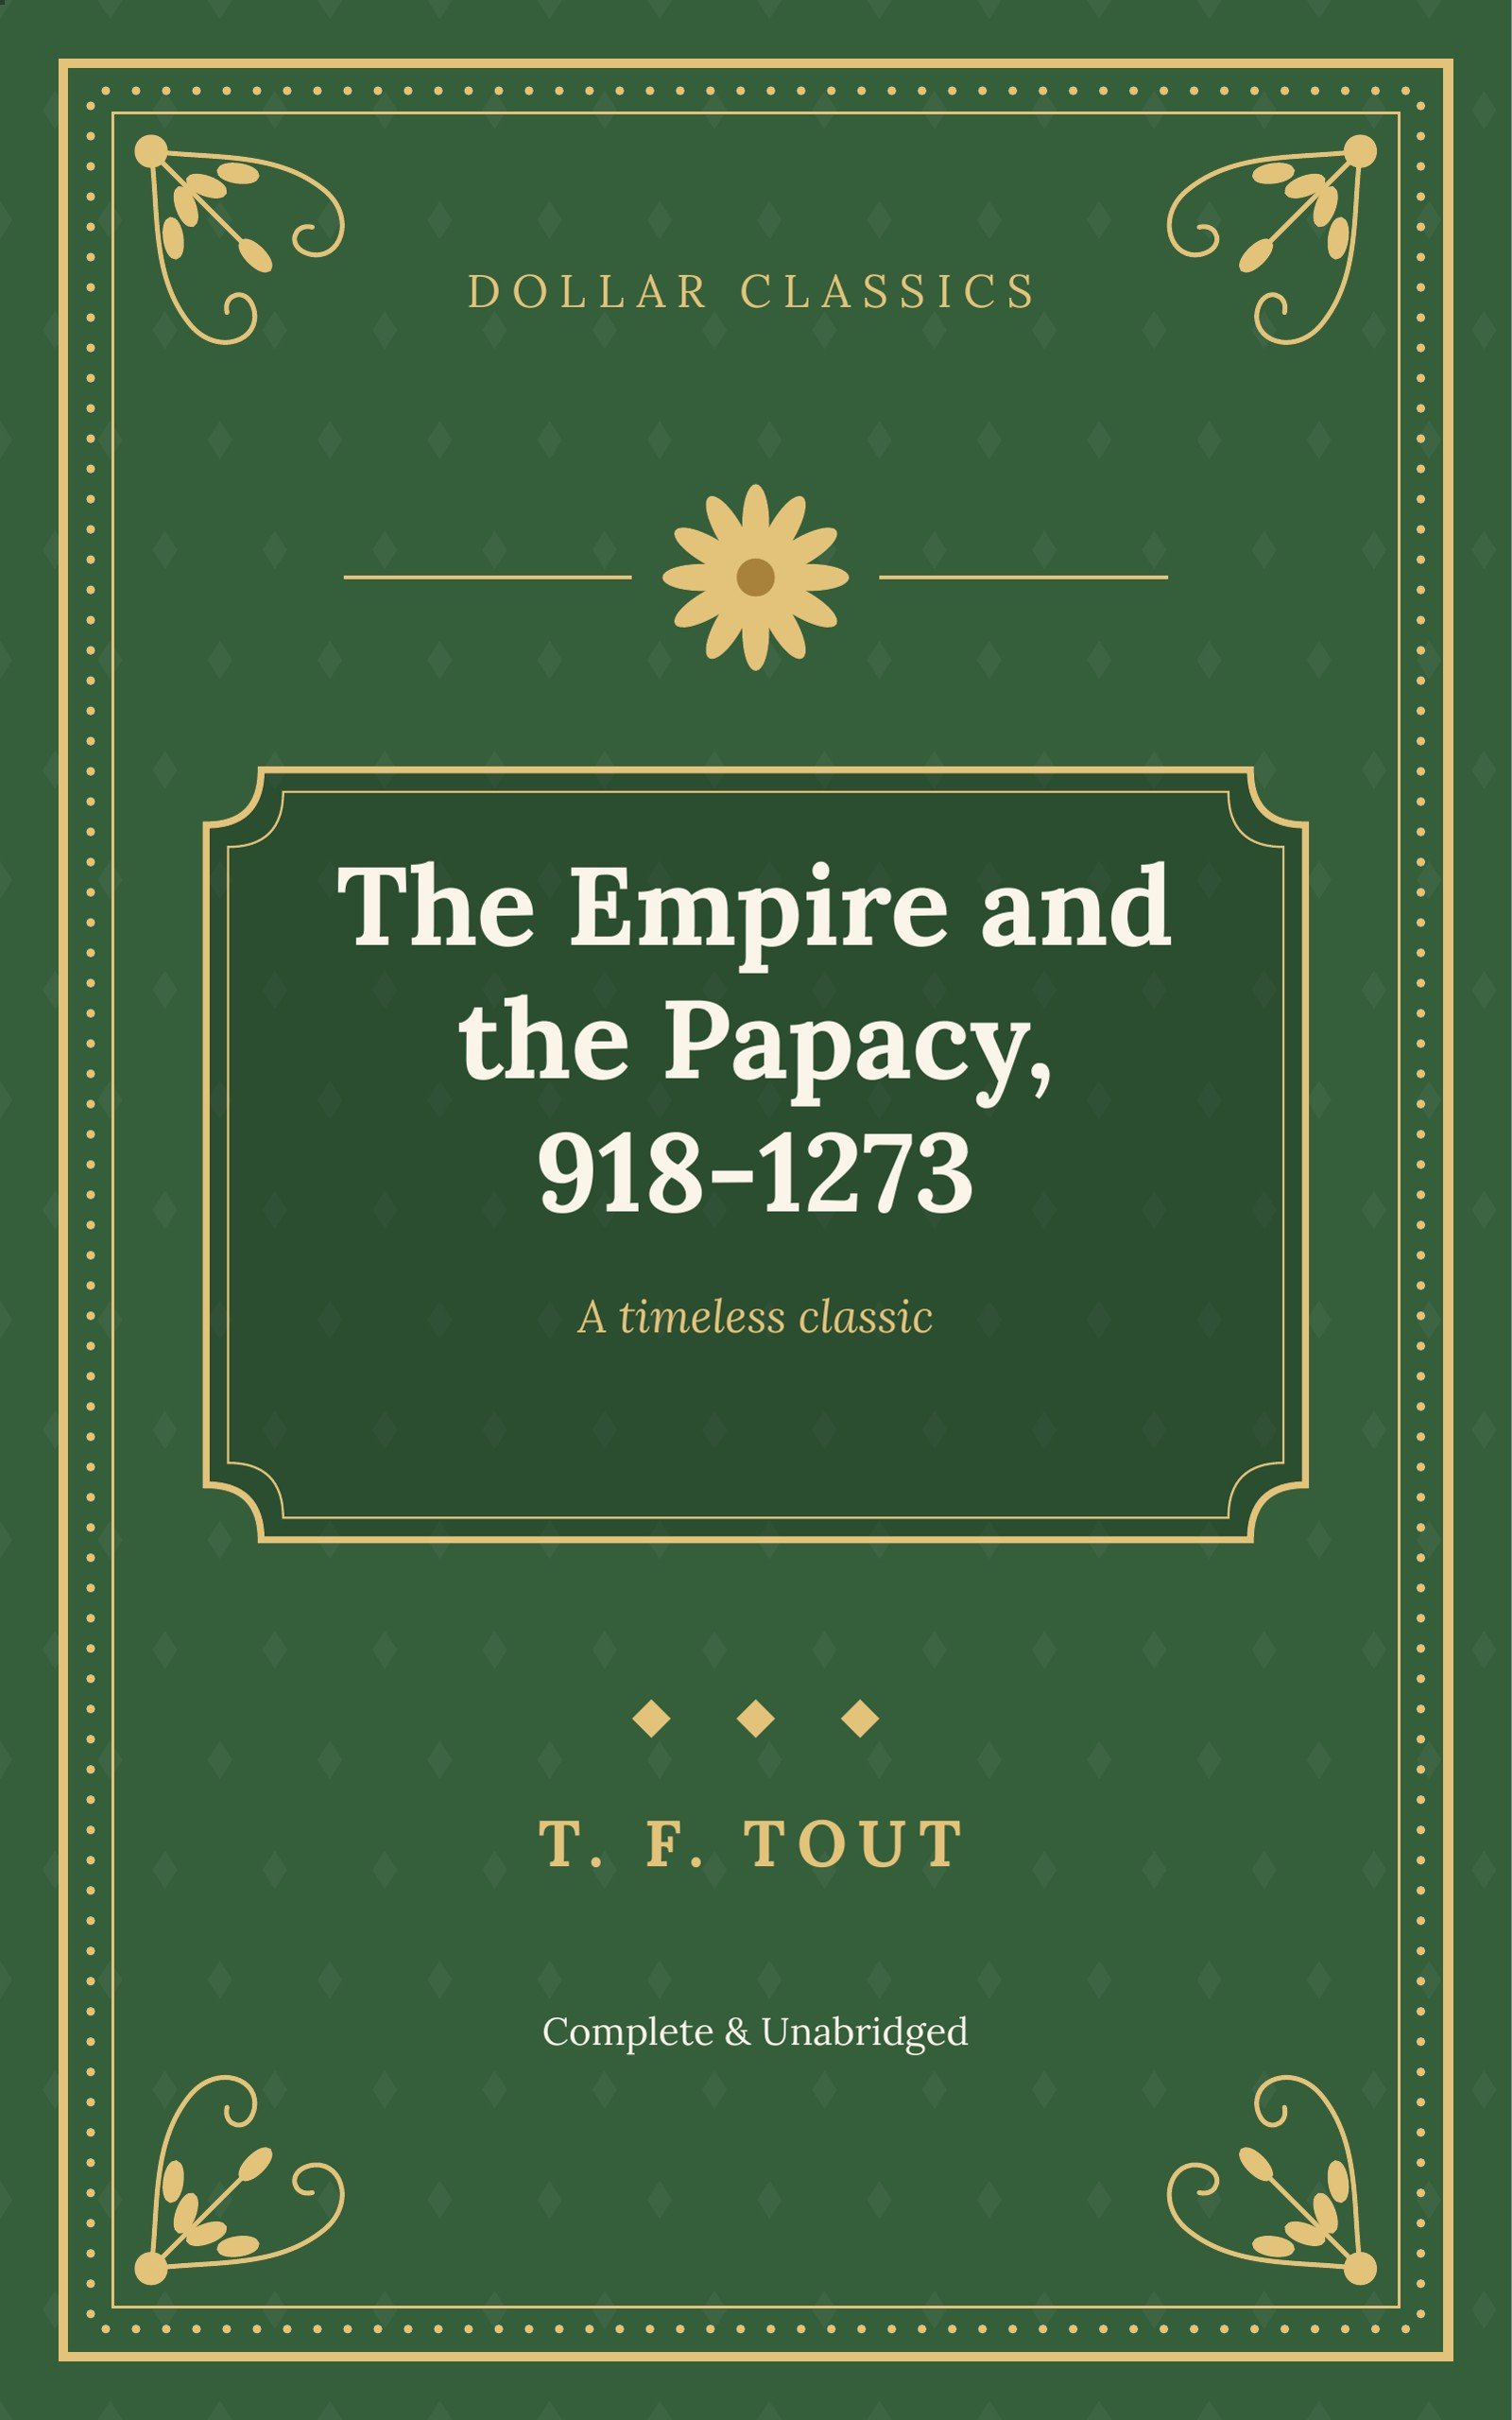 DOLLAR CLASSICS
The Empire and
the Papacy,
918–1273
A timeless classic
T. F. TOUT
Complete & Unabridged